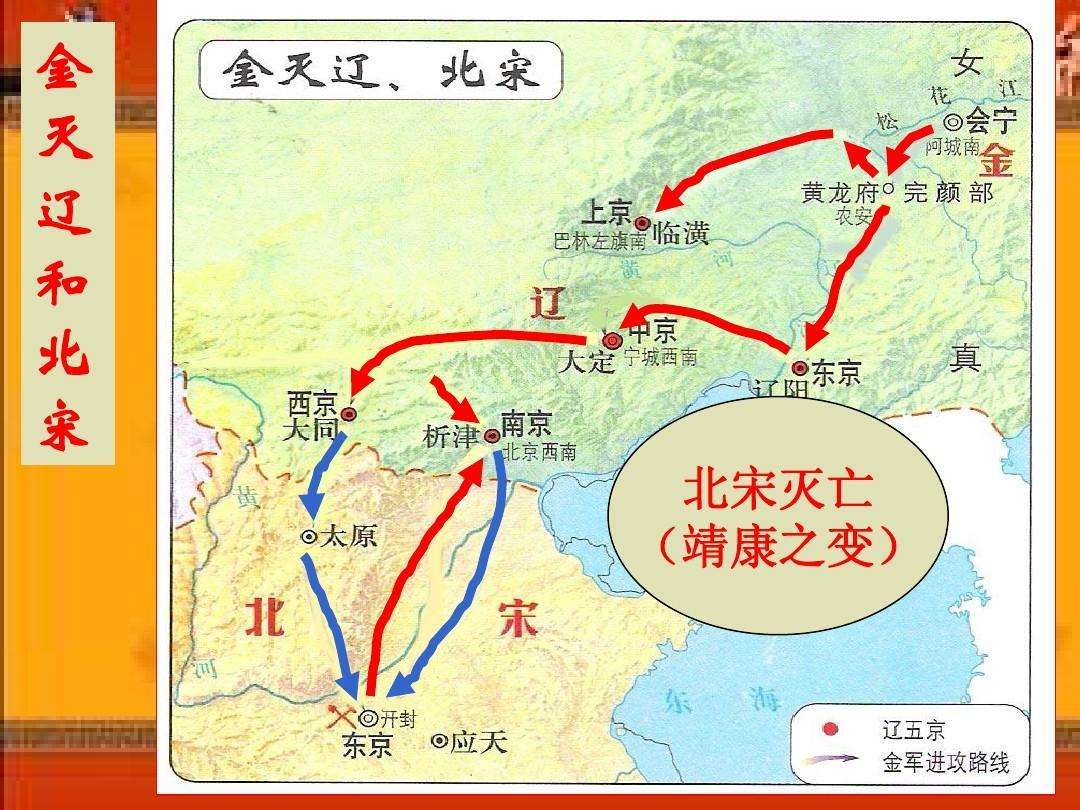 金灭辽和北宋
金灭辽、北宋
女
松花江
会宁
阿城南
金
黄龙府
农安
完颜部
上京
巴林左旗南
临潢
潢河
辽
辽
中京
大定
宁城西南
东京
辽阳
真
西京
大同
南京
析津
北京西南
北宋灭亡
(靖康之变)
黄
太原
北宋
河
开封
东京
应天
东海
辽五京
金军进攻路线